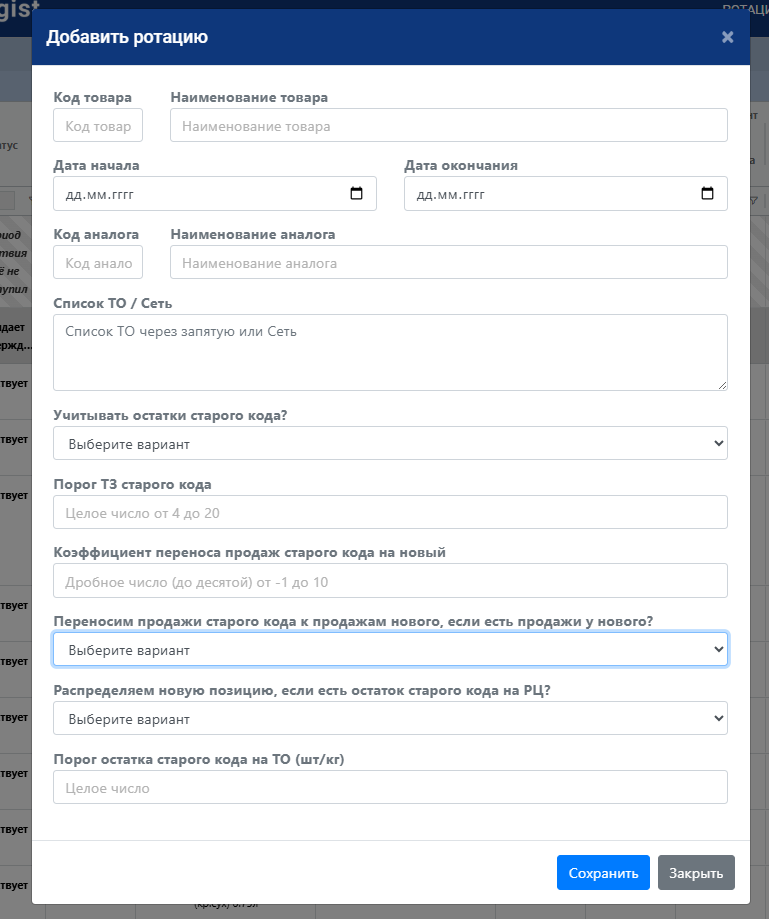 gist
РОТАЦИ
Добавить ротацию
×
Код товара
Наименование товара
Код товар
Наименование товара
Дата начала
Дата окончания
дд.мм.гггг
дд.мм.гггг
Код аналога
Наименование аналога
Код анало
Наименование аналога
Список ТО / Сеть
Список ТО через запятую или Сеть
Учитывать остатки старого кода?
Выберите вариант
Порог ТЗ старого кода
Целое число от 4 до 20
Коэффициент переноса продаж старого кода на новый
Дробное число (до десятой) от -1 до 10
Переносим продажи старого кода к продажам нового, если есть продажи у нового?
Выберите вариант
Распределяем новую позицию, если есть остаток старого кода на РЦ?
Выберите вариант
Порог остатка старого кода на ТО (шт/кг)
Целое число
Сохранить
Закрыть